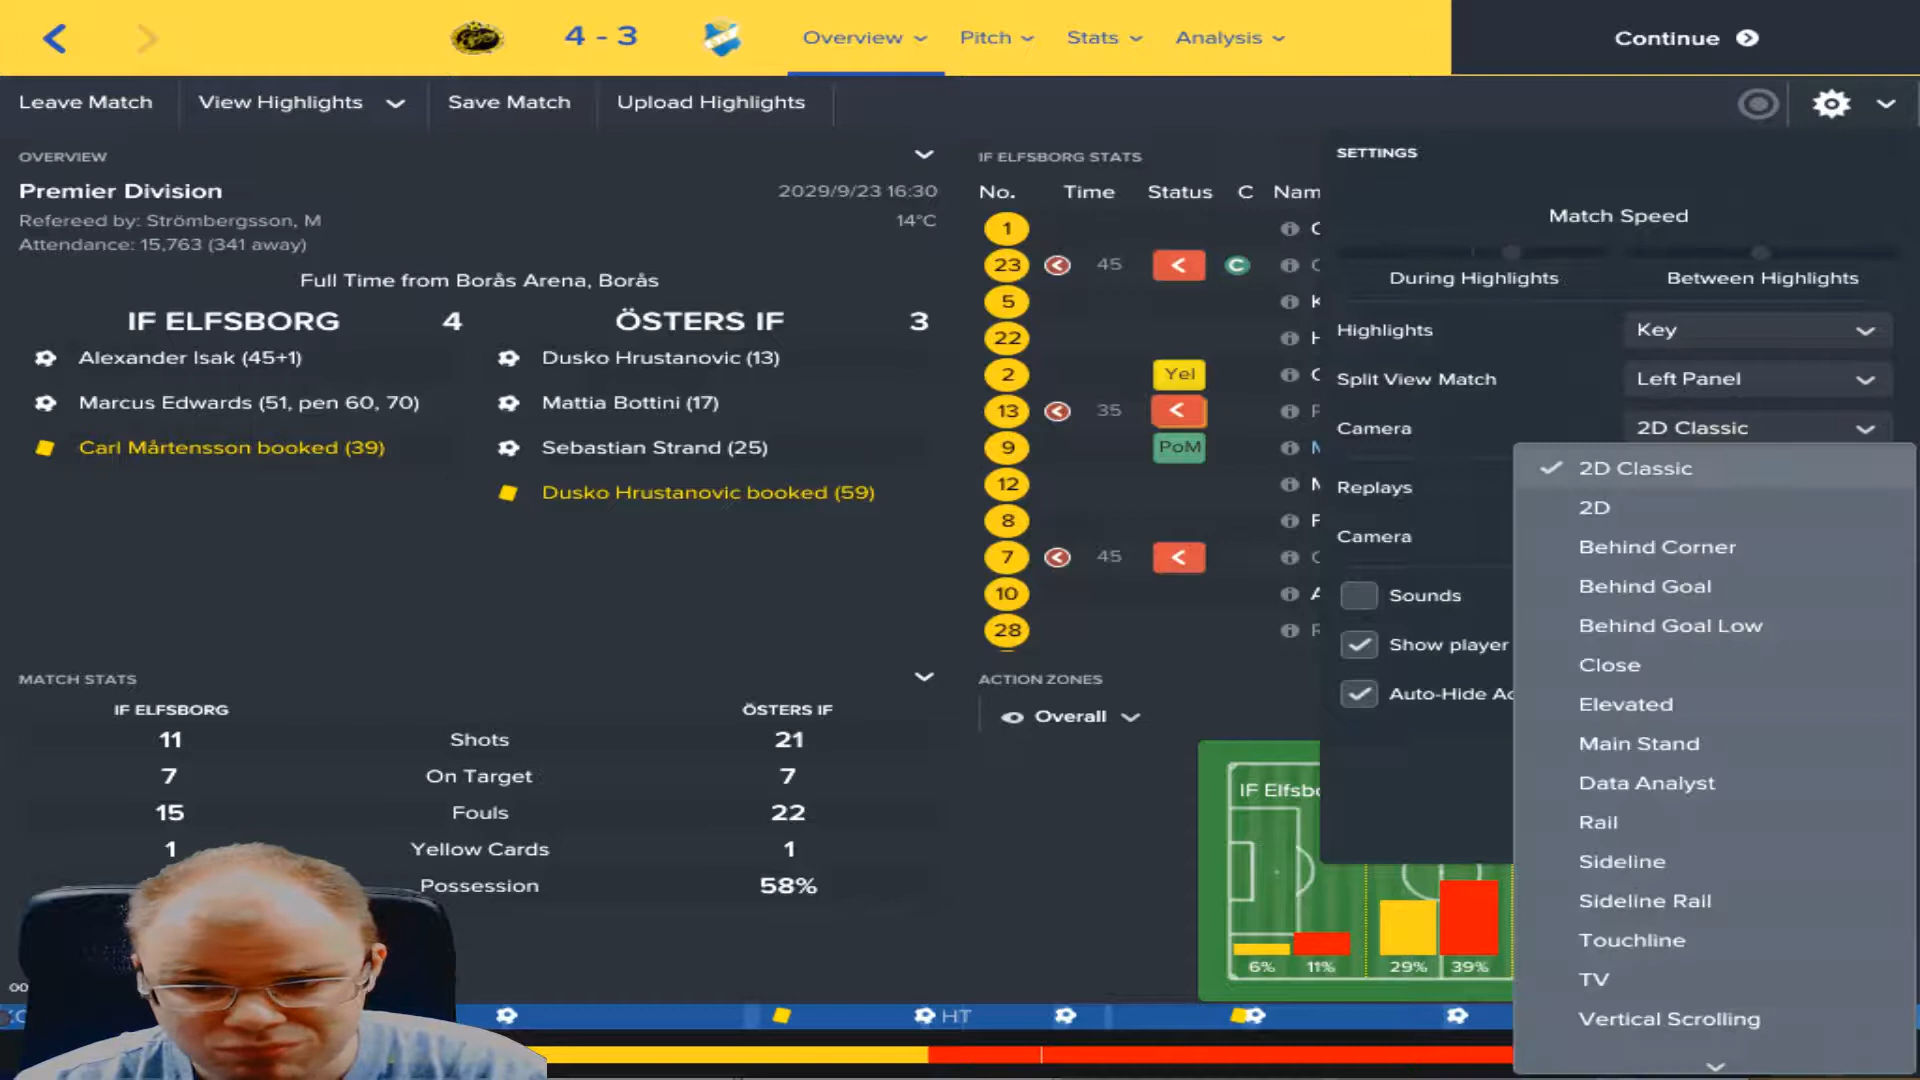 4 - 3
Overview
Pitch
Stats
Analysis
Continue
Leave Match
View Highlights
Save Match
Upload Highlights
OVERVIEW
Premier Division
2029/9/23 16:30
Refereed by: Strömbergsson, M
14°C
Attendance: 15,763 (341 away)
Full Time from Borås Arena, Borås
IF ELFSBORG 4
ÖSTERS IF 3
Alexander Isak (45+1)
Dusko Hrustanovic (13)
Marcus Edwards (51, pen 60, 70)
Mattia Bottini (17)
Carl Mårtensson booked (39)
Sebastian Strand (25)
Dusko Hrustanovic booked (59)
MATCH STATS
IF ELFSBORG
ÖSTERS IF
11 Shots 21
7 On Target 7
15 Fouls 22
1 Yellow Cards 1
Possession 58%
IF ELFSBORG STATS
No. Time Status C Nam
1
23 45 C
5
22
2 Yel
13 35
9 PoM
12
8
7 45
10
28
ACTION ZONES
Overall
IF Elfsbo
6% 11% 29% 39%
HT
SETTINGS
Match Speed
During Highlights
Between Highlights
Highlights Key
Split View Match Left Panel
Camera 2D Classic
Replays
Camera
Sounds
Show player
Auto-Hide Ac
2D Classic
2D
Behind Corner
Behind Goal
Behind Goal Low
Close
Elevated
Main Stand
Data Analyst
Rail
Sideline
Sideline Rail
Touchline
TV
Vertical Scrolling